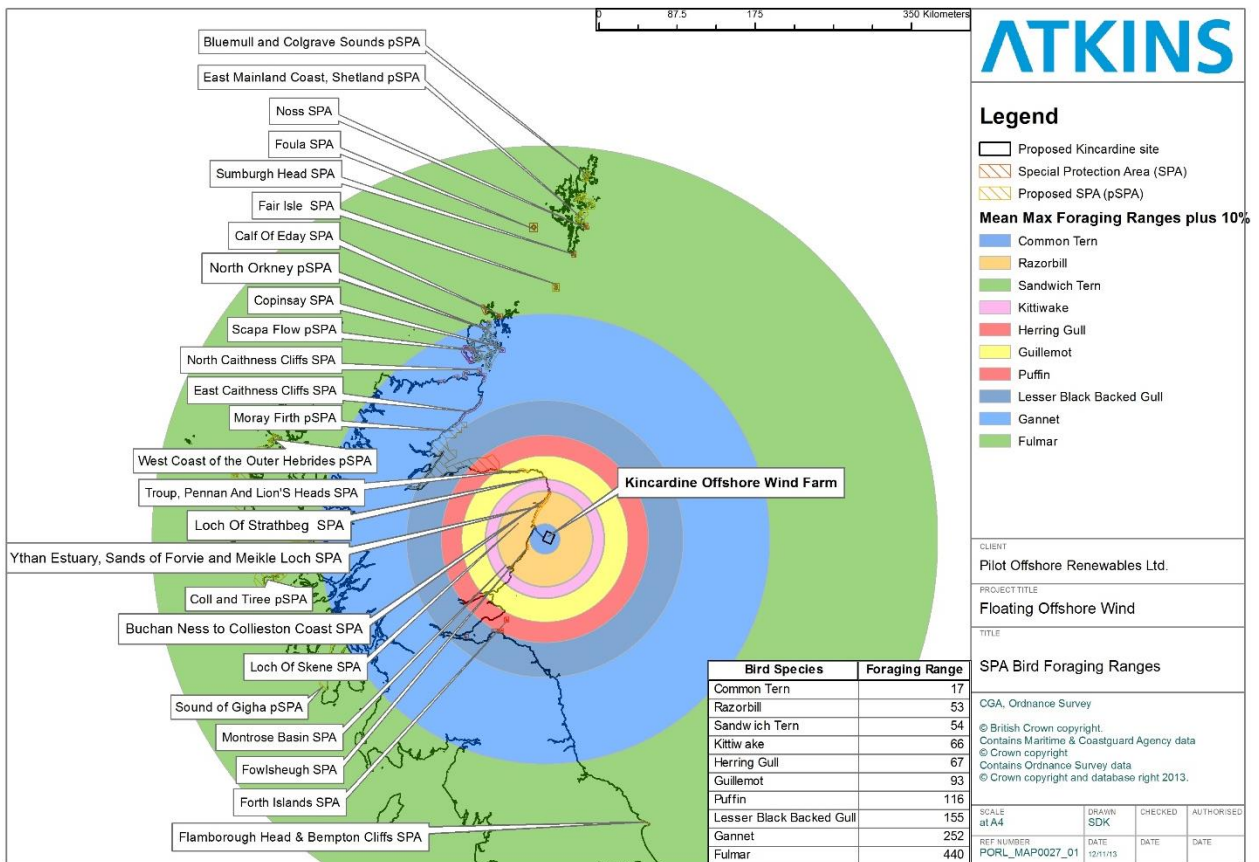 0 87.5 175 350 Kilometers
Bluemull and Colgrave Sounds pSPA
East Mainland Coast, Shetland pSPA
Noss SPA
Foula SPA
Sumburgh Head SPA
Fair Isle SPA
Calf Of Eday SPA
North Orkney pSPA
Copinsay SPA
Scapa Flow pSPA
North Caithness Cliffs SPA
East Caithness Cliffs SPA
Moray Firth pSPA
West Coast of the Outer Hebrides pSPA
Troup, Pennan And Lion'S Heads SPA
Loch Of Strathbeg SPA
Ythan Estuary, Sands of Forvie and Meikle Loch SPA
Coll and Tiree pSPA
Buchan Ness to Collieston Coast SPA
Loch Of Skene SPA
Sound of Gigha pSPA
Montrose Basin SPA
Fowlsheugh SPA
Forth Islands SPA
Flamborough Head & Bempton Cliffs SPA
Kincardine Offshore Wind Farm
Bird Species Foraging Range
Common Tern 17
Razorbill 53
Sandwich Tern 54
Kittiwake 66
Herring Gull 67
Guillemot 93
Puffin 116
Lesser Black Backed Gull 155
Gannet 252
Fulmar 440
ATKINS
Legend
Proposed Kincardine site
Special Protection Area (SPA)
Proposed SPA (pSPA)
Mean Max Foraging Ranges plus 10%
Common Tern
Razorbill
Sandwich Tern
Kittiwake
Herring Gull
Guillemot
Puffin
Lesser Black Backed Gull
Gannet
Fulmar
CLIENT
Pilot Offshore Renewables Ltd.
PROJECT TITLE
Floating Offshore Wind
TITLE
SPA Bird Foraging Ranges
CGA, Ordnance Survey
© British Crown copyright.
Contains Maritime & Coastguard Agency data
© Crown copyright
Contains Ordnance Survey data
© Crown copyright and database right 2013.
SCALE DRAWN CHECKED AUTHORISED
at A4 SDK
REF NUMBER DATE DATE DATE
PORL_MAP0027_01 12/11/13